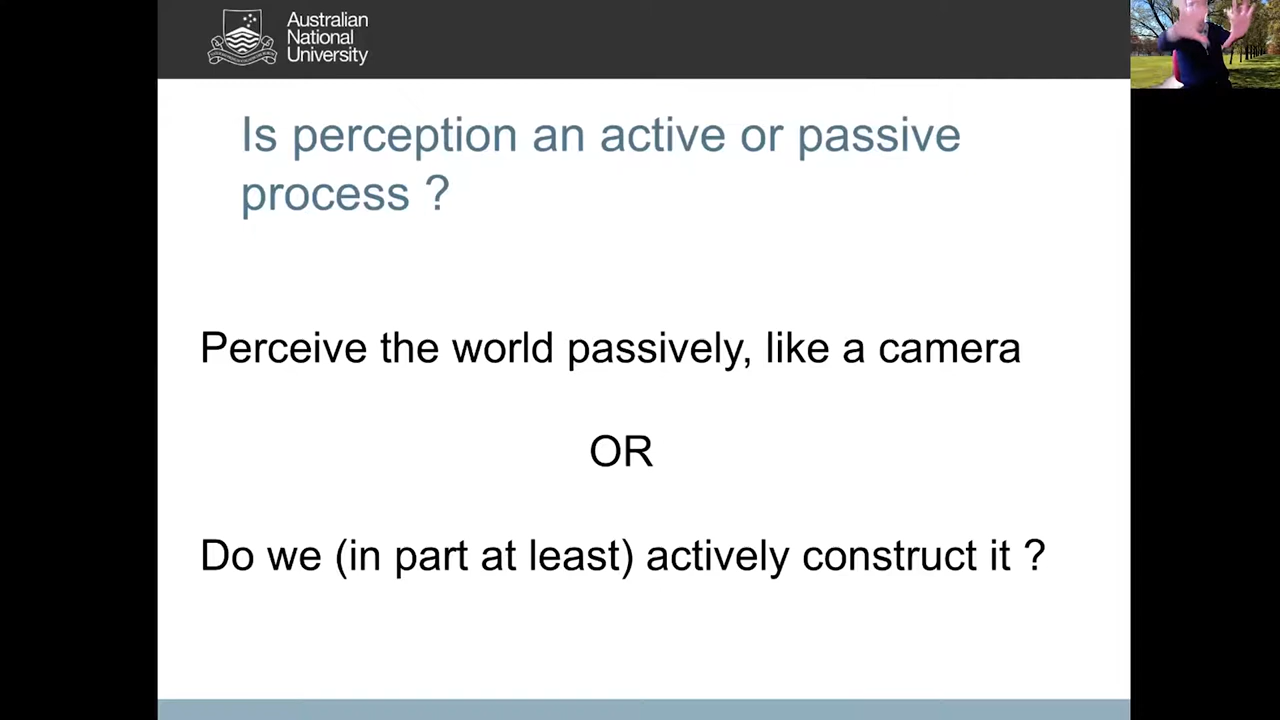 Australian
National
University
Is perception an active or passive
process ?
Perceive the world passively, like a camera
OR
Do we (in part at least) actively construct it ?